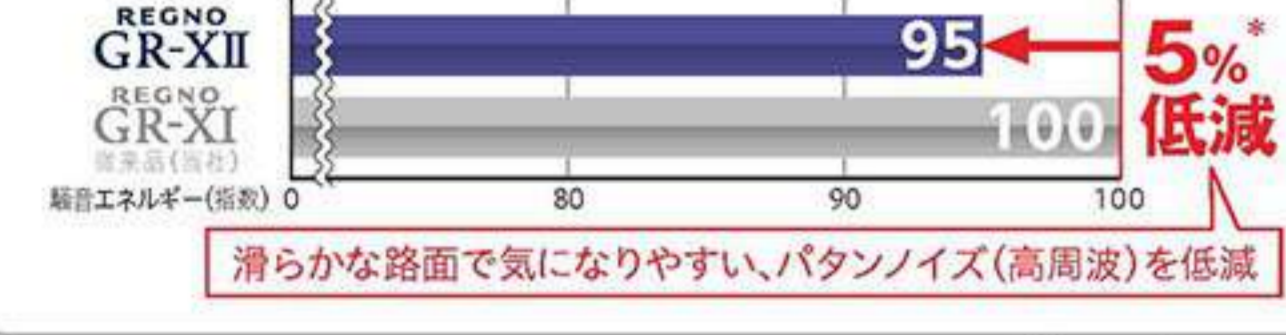 REGNO
GR-XII
95
5%*
低減
REGNO
GR-XI
従来品(当社)
100
騒音エネルギー(指数) 0 80 90 100
滑らかな路面で気になりやすい、パタンノイズ(高周波)を低減